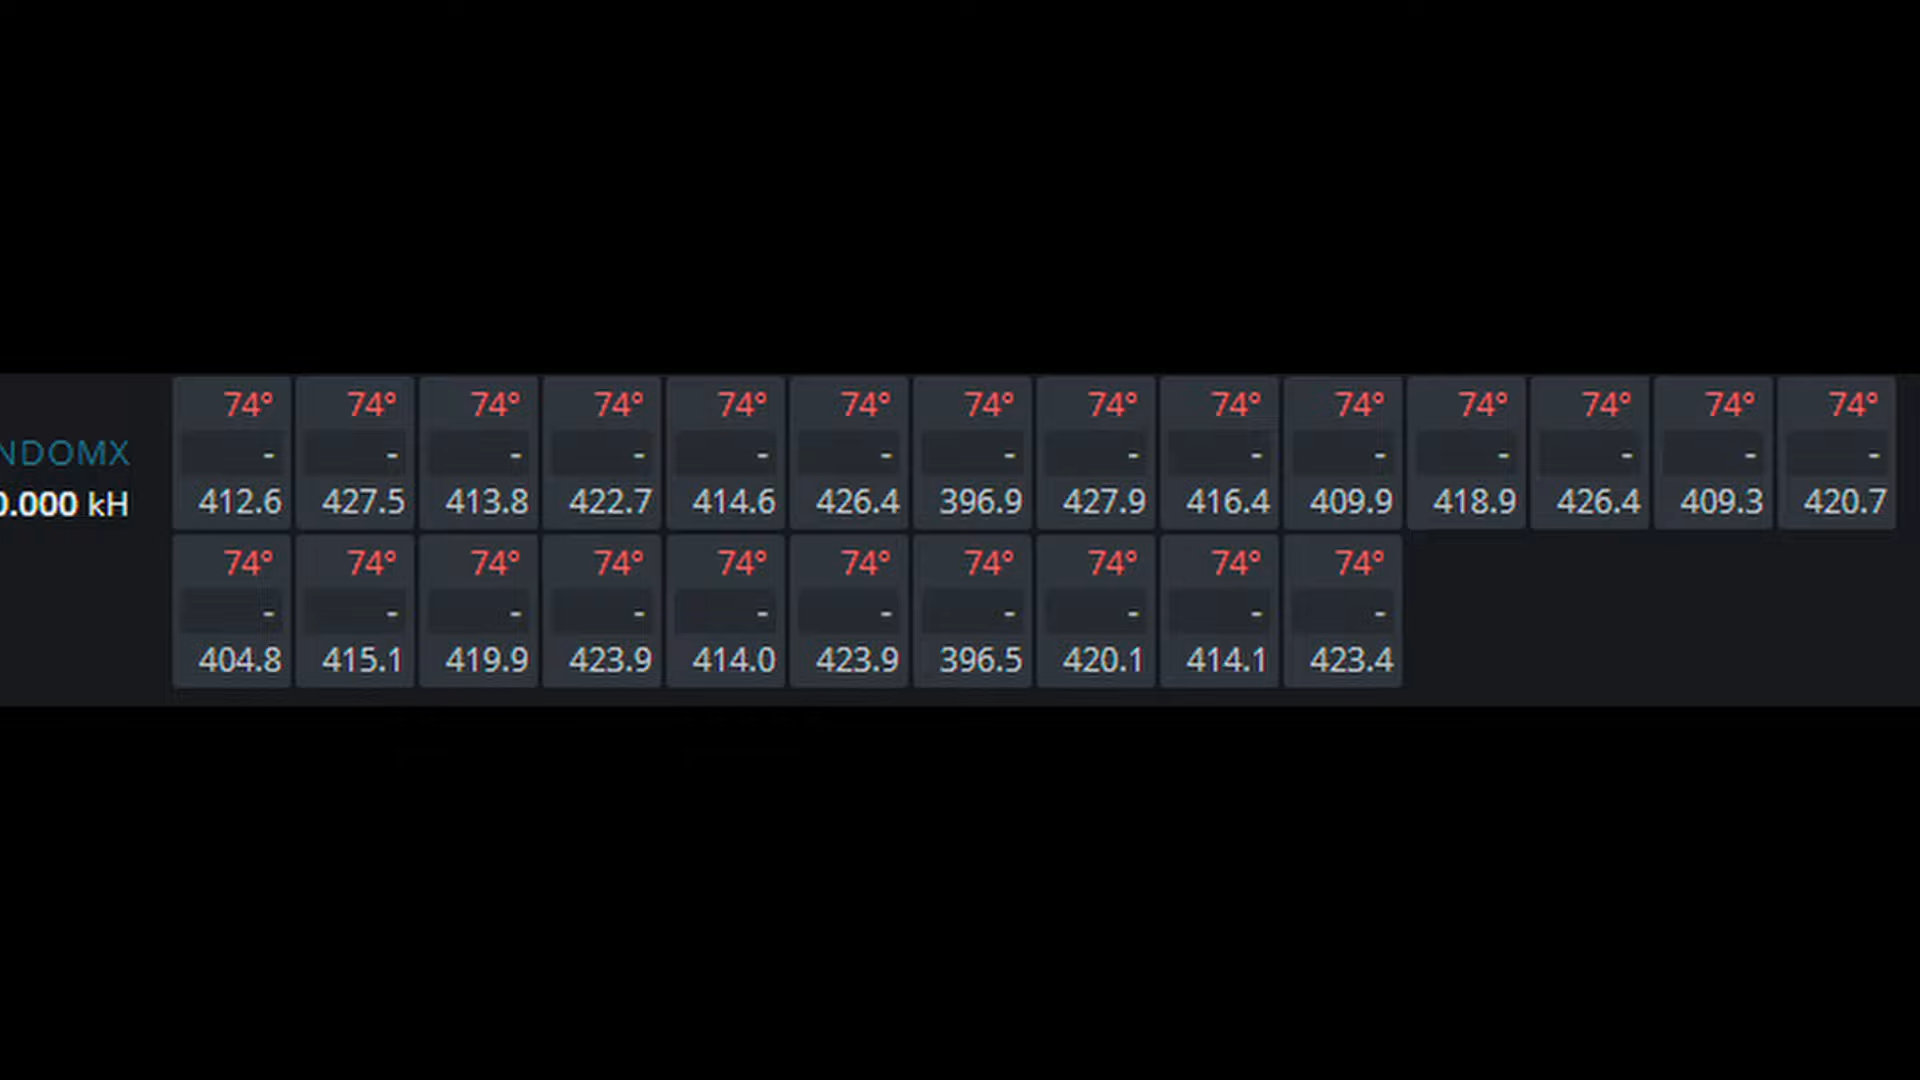 74° 74° 74° 74° 74° 74° 74° 74° 74° 74° 74° 74° 74° 74°
NDOMX - - - - - - - - - - - - - -
0.000 kH 412.6 427.5 413.8 422.7 414.6 426.4 396.9 427.9 416.4 409.9 418.9 426.4 409.3 420.7
74° 74° 74° 74° 74° 74° 74° 74° 74° 74°
- - - - - - - - - -
404.8 415.1 419.9 423.9 414.0 423.9 396.5 420.1 414.1 423.4